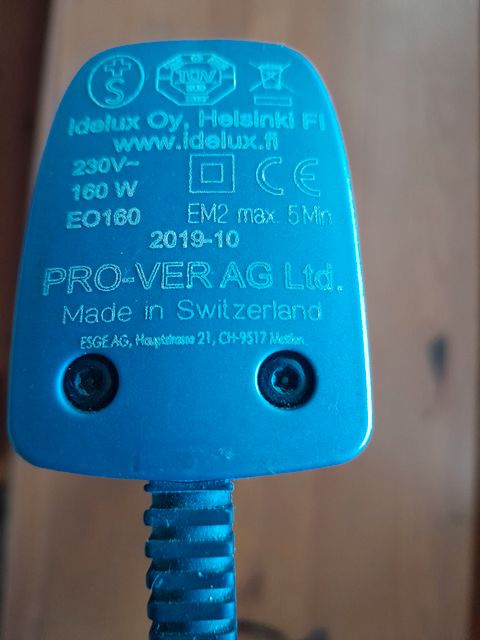 +S
TÜV
Idelux Oy, Helsinki FI
www.idelux.fi
230V~
160 W CE
EO160 EM2 max. 5 Min
2019-10
PRO-VER AG Ltd.
Made in Switzerland
ESGE AG, Hauptstrasse 21, CH-9517 Mettlen